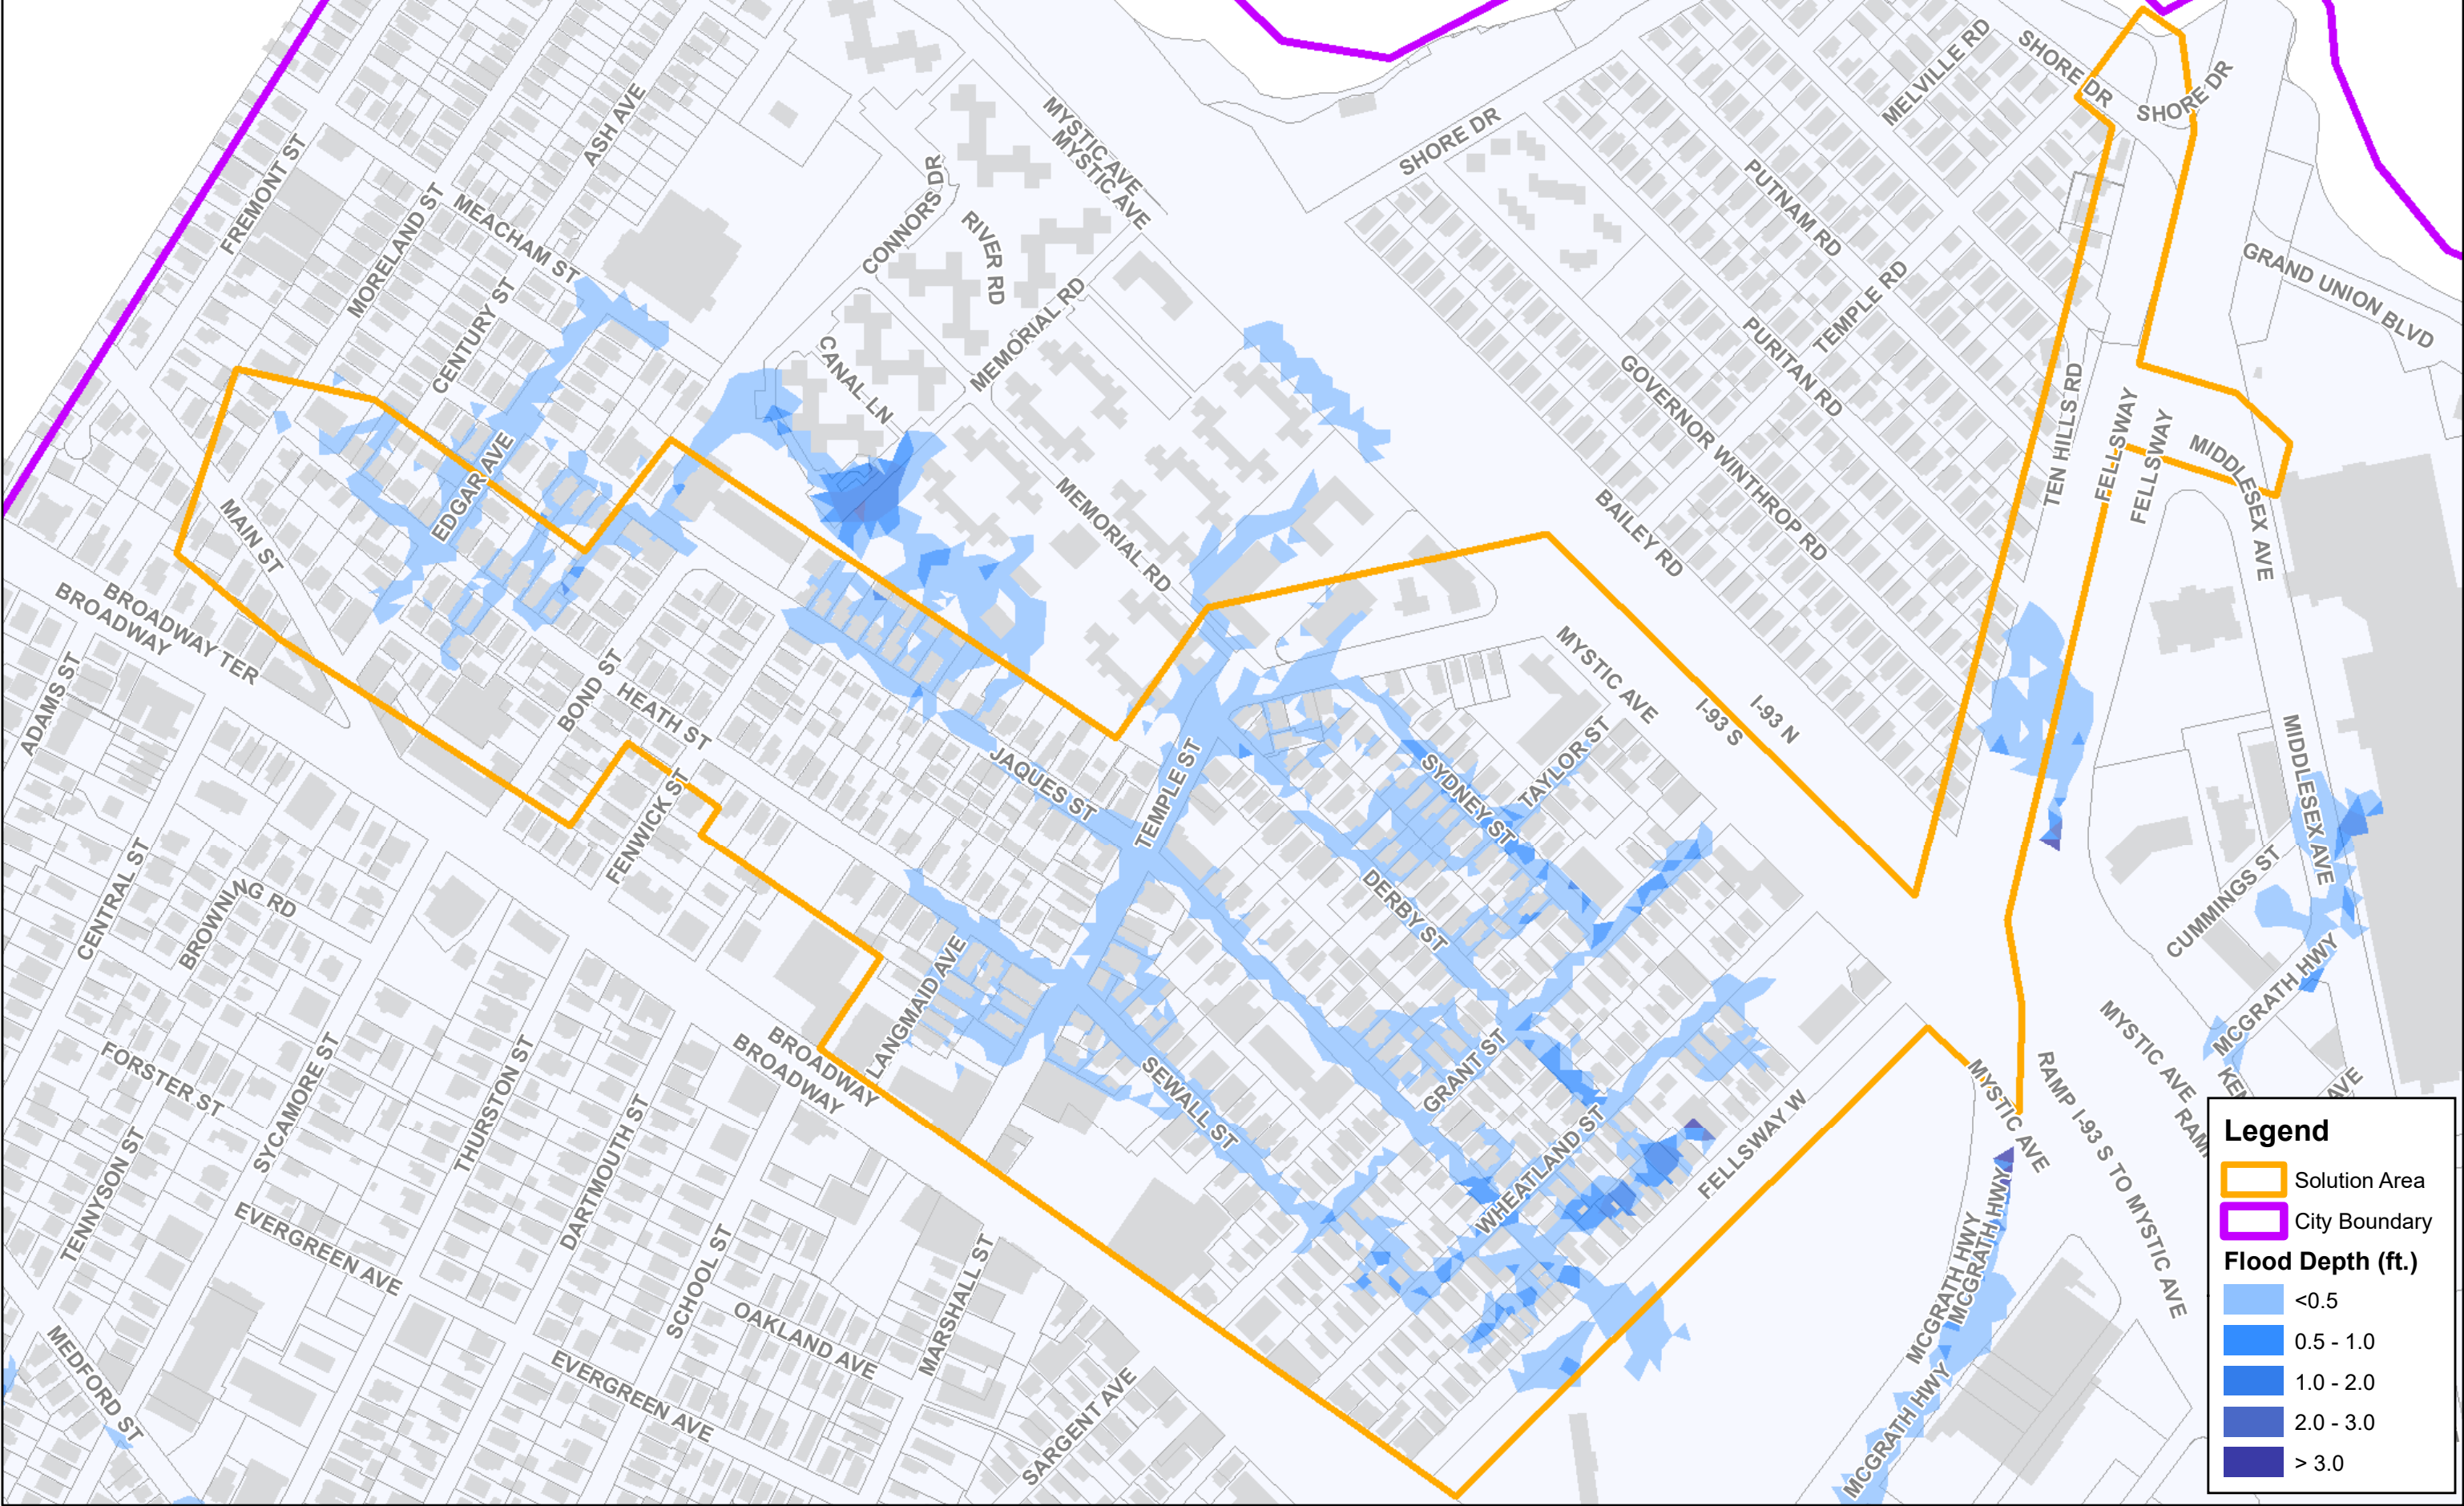 SHORE DR
MELVILLE RD
SHORE DR
ASH AVE
MYSTIC AVE
MYSTIC AVE
SHORE DR
FREMONT ST
MEACHAM ST
MORELAND ST
CONNORS DR
RIVER RD
PUTNAM RD
GRAND UNION BLVD
CENTURY ST
MEMORIAL RD
TEMPLE RD
PURITAN RD
CANAL LN
GOVERNOR WINTHROP RD
TEN HILLS RD
FELLSWAY
FELLSWAY
MIDDLESEX AVE
EDGAR AVE
MAIN ST
MEMORIAL RD
BAILEY RD
BROADWAY TER
BROADWAY
ADAMS ST
BOND ST
HEATH ST
MYSTIC AVE
I-93 S
I-93 N
JAQUES ST
TEMPLE ST
SYDNEY ST
TAYLOR ST
MIDDLESEX AVE
FENWICK ST
CENTRAL ST
BROWNING RD
DERBY ST
CUMMINGS ST
LANGMAID AVE
MCGRATH HWY
BROADWAY
BROADWAY
FORSTER ST
SYCAMORE ST
THURSTON ST
DARTMOUTH ST
SEWALL ST
GRANT ST
WHEATLAND ST
FELLSWAY W
MYSTIC AVE
RAMP I-93 S TO MYSTIC AVE
MYSTIC AVE
AVE
TENNYSON ST
EVERGREEN AVE
SCHOOL ST
OAKLAND AVE
MARSHALL ST
MCGRATH HWY
MCGRATH HWY
MEDFORD ST
EVERGREEN AVE
SARGENT AVE
MCGRATH HWY
Legend
Solution Area
City Boundary
Flood Depth (ft.)
<0.5
0.5 - 1.0
1.0 - 2.0
2.0 - 3.0
> 3.0